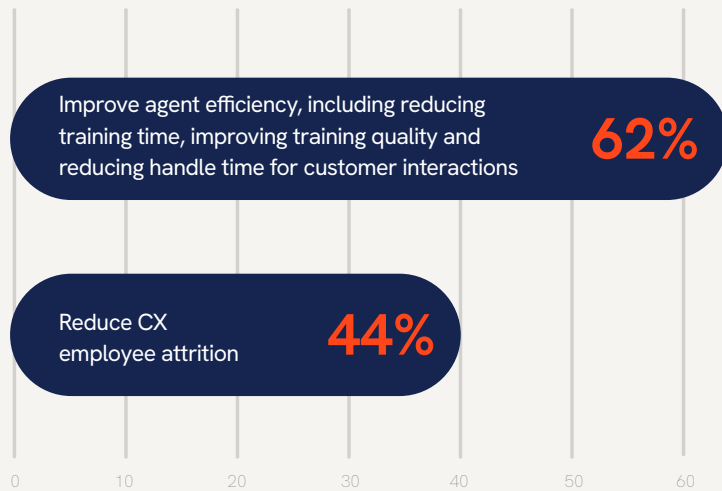 Improve agent efficiency, including reducing
training time, improving training quality and
reducing handle time for customer interactions
62%
Reduce CX
employee attrition
44%
0 10 20 30 40 50 60